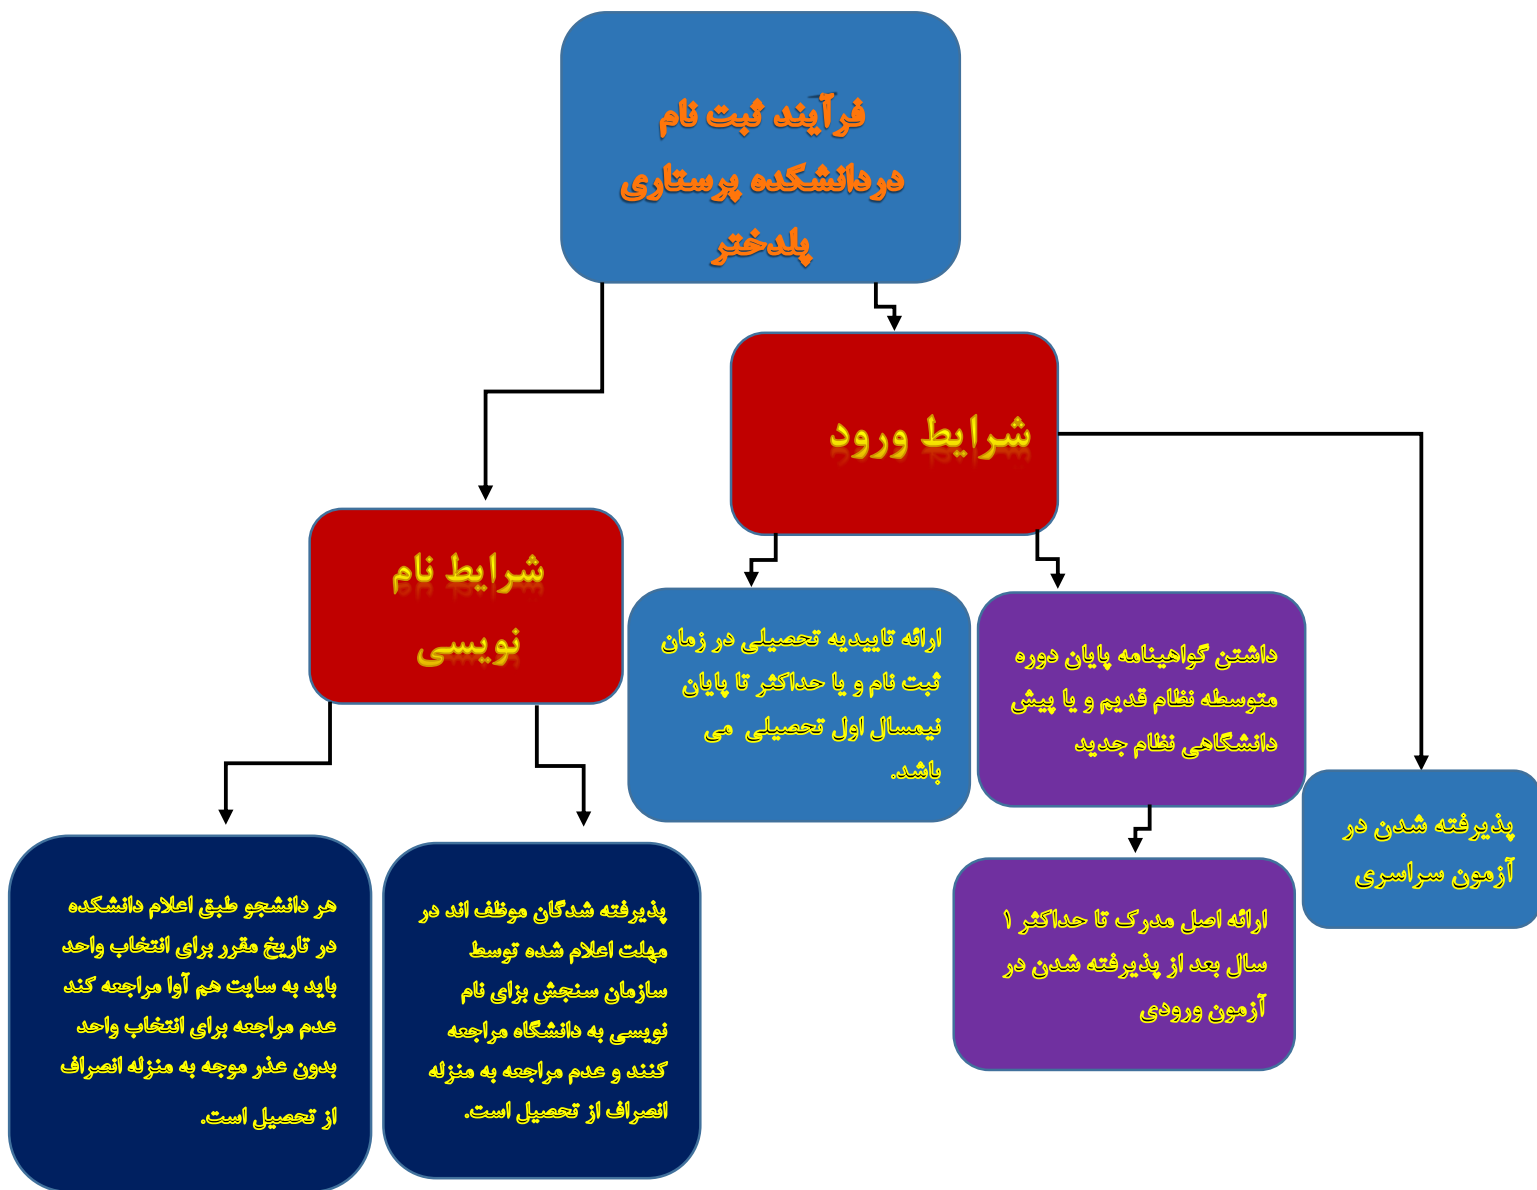 فرآیند ثبت نام
دردانشکده پرستاری
پلدختر
شرایط ورود
شرایط نام
نویسی
ارائه تاییدیه تحصیلی در زمان
ثبت نام و یا حداکثر تا پایان
نیمسال اول تحصیلی می
باشد.
داشتن گواهینامه پایان دوره
متوسطه نظام قدیم و یا پیش
دانشگاهی نظام جدید
پذیرفته شدن در
آزمون سراسری
ارائه اصل مدرک تا حداکثر ۱
سال بعد از پذیرفته شدن در
آزمون ورودی
پذیرفته شدگان موظف اند در
مهلت اعلام شده توسط
سازمان سنجش بزای نام
نویسی به دانشگاه مراجعه
کنند و عدم مراجعه به منزله
انصراف از تحصیل است.
هر دانشجو طبق اعلام دانشکده
در تاریخ مقرر برای انتخاب واحد
باید به سایت هم آوا مراجعه کند
عدم مراجعه برای انتخاب واحد
بدون عذر موجه به منزله انصراف
از تحصیل است.